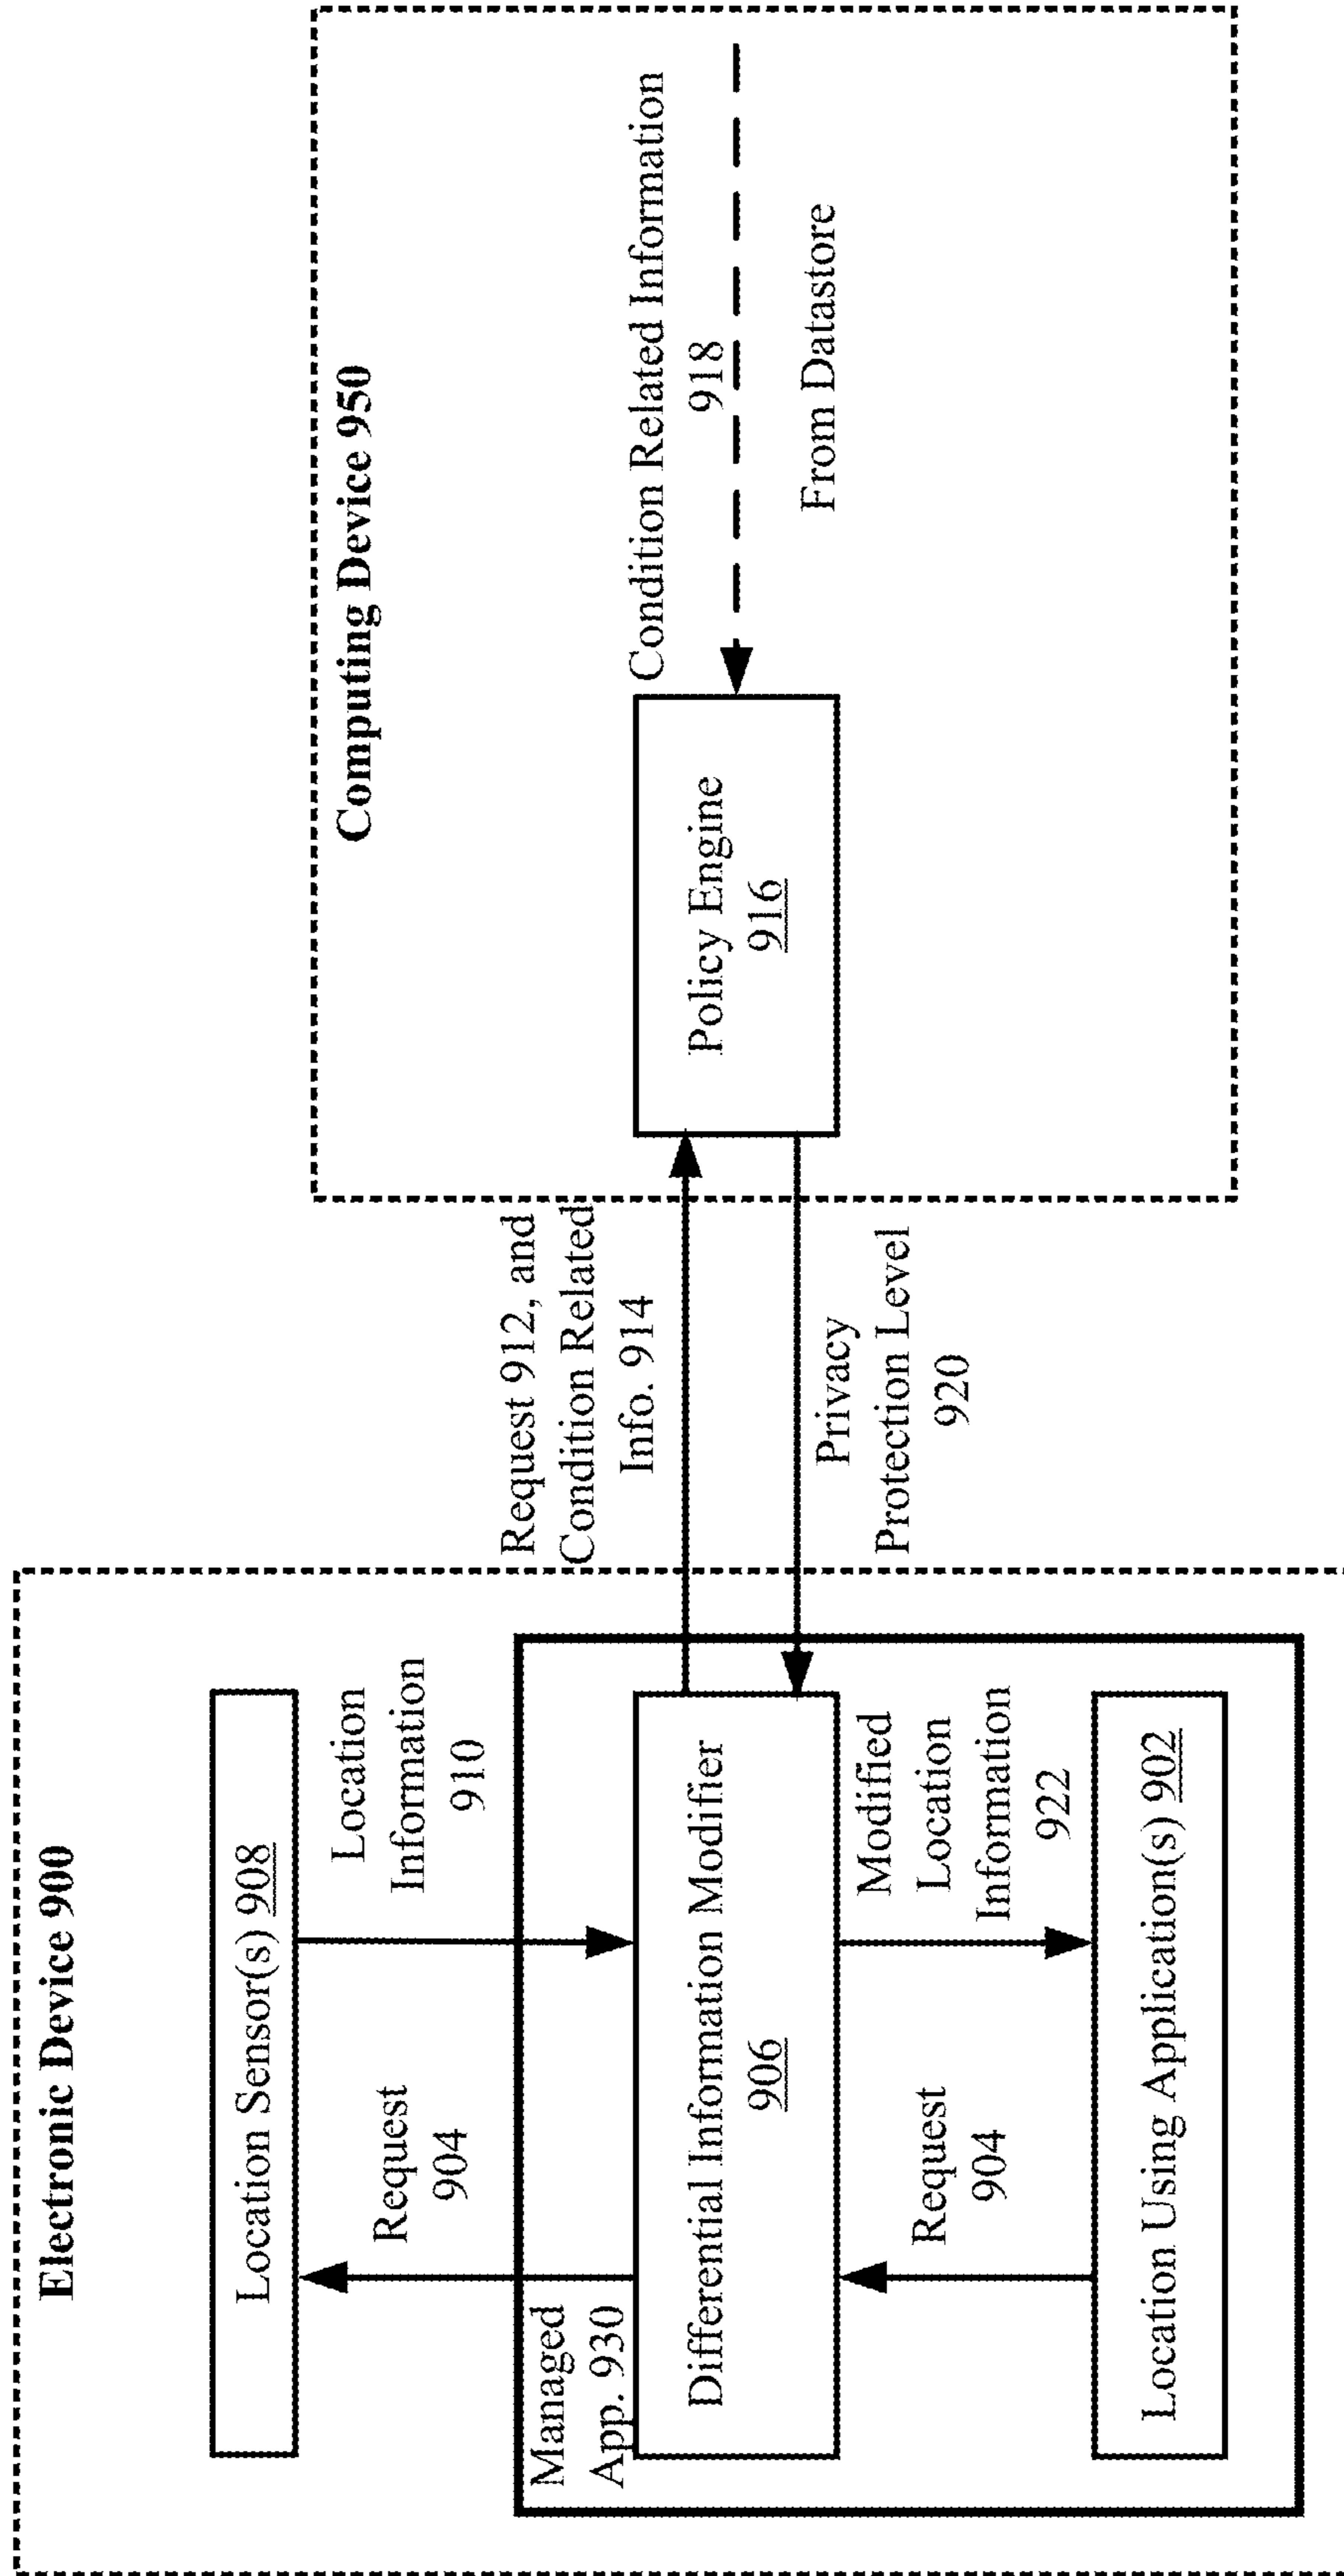 Electronic Device 900
Location Sensor(s) 908
Request
904
Location
Information
910
Managed
App. 930
Differential Information Modifier
906
Request
904
Modified
Location
Information
922
Location Using Application(s) 902
Request 912, and
Condition Related
Info. 914
Privacy
Protection Level
920
Computing Device 950
Policy Engine
916
Condition Related Information
918
From Datastore